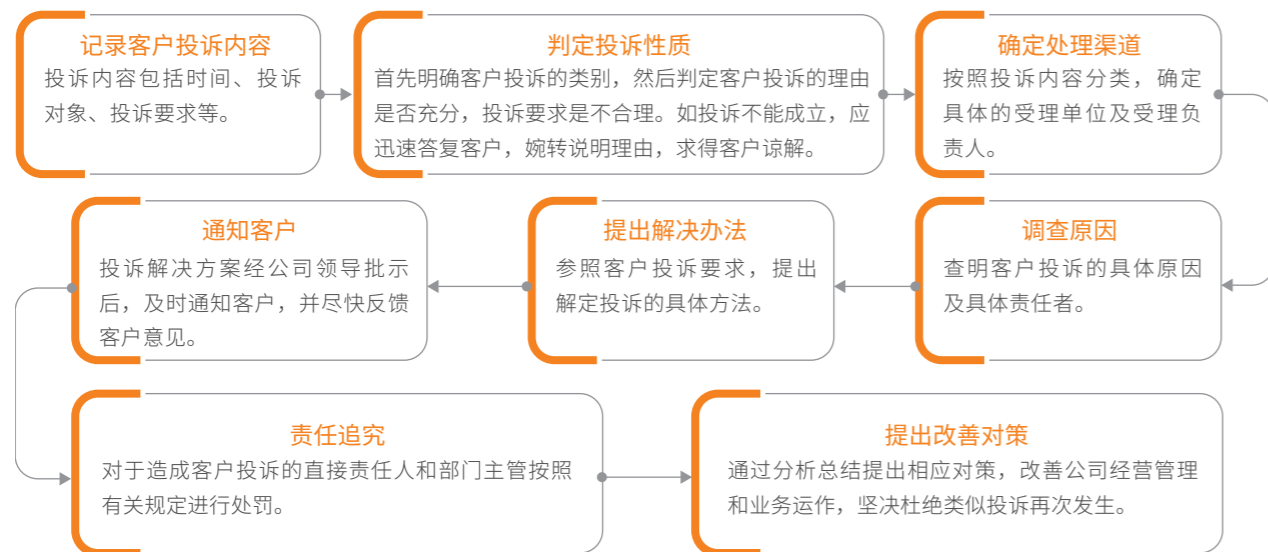 记录客户投诉内容
投诉内容包括时间、投诉
对象、投诉要求等。
判定投诉性质
首先明确客户投诉的类别，然后判定客户投诉的理由
是否充分，投诉要求是不合理。如投诉不能成立，应
迅速答复客户，婉转说明理由，求得客户谅解。
确定处理渠道
按照投诉内容分类，确定
具体的受理单位及受理负
责人。
调查原因
查明客户投诉的具体原因
及具体责任者。
提出解决办法
参照客户投诉要求，提出
解定投诉的具体方法。
通知客户
投诉解决方案经公司领导批示
后，及时通知客户，并尽快反馈
客户意见。
责任追究
对于造成客户投诉的直接责任人和部门主管按照
有关规定进行处罚。
提出改善对策
通过分析总结提出相应对策，改善公司经营管理
和业务运作，坚决杜绝类似投诉再次发生。